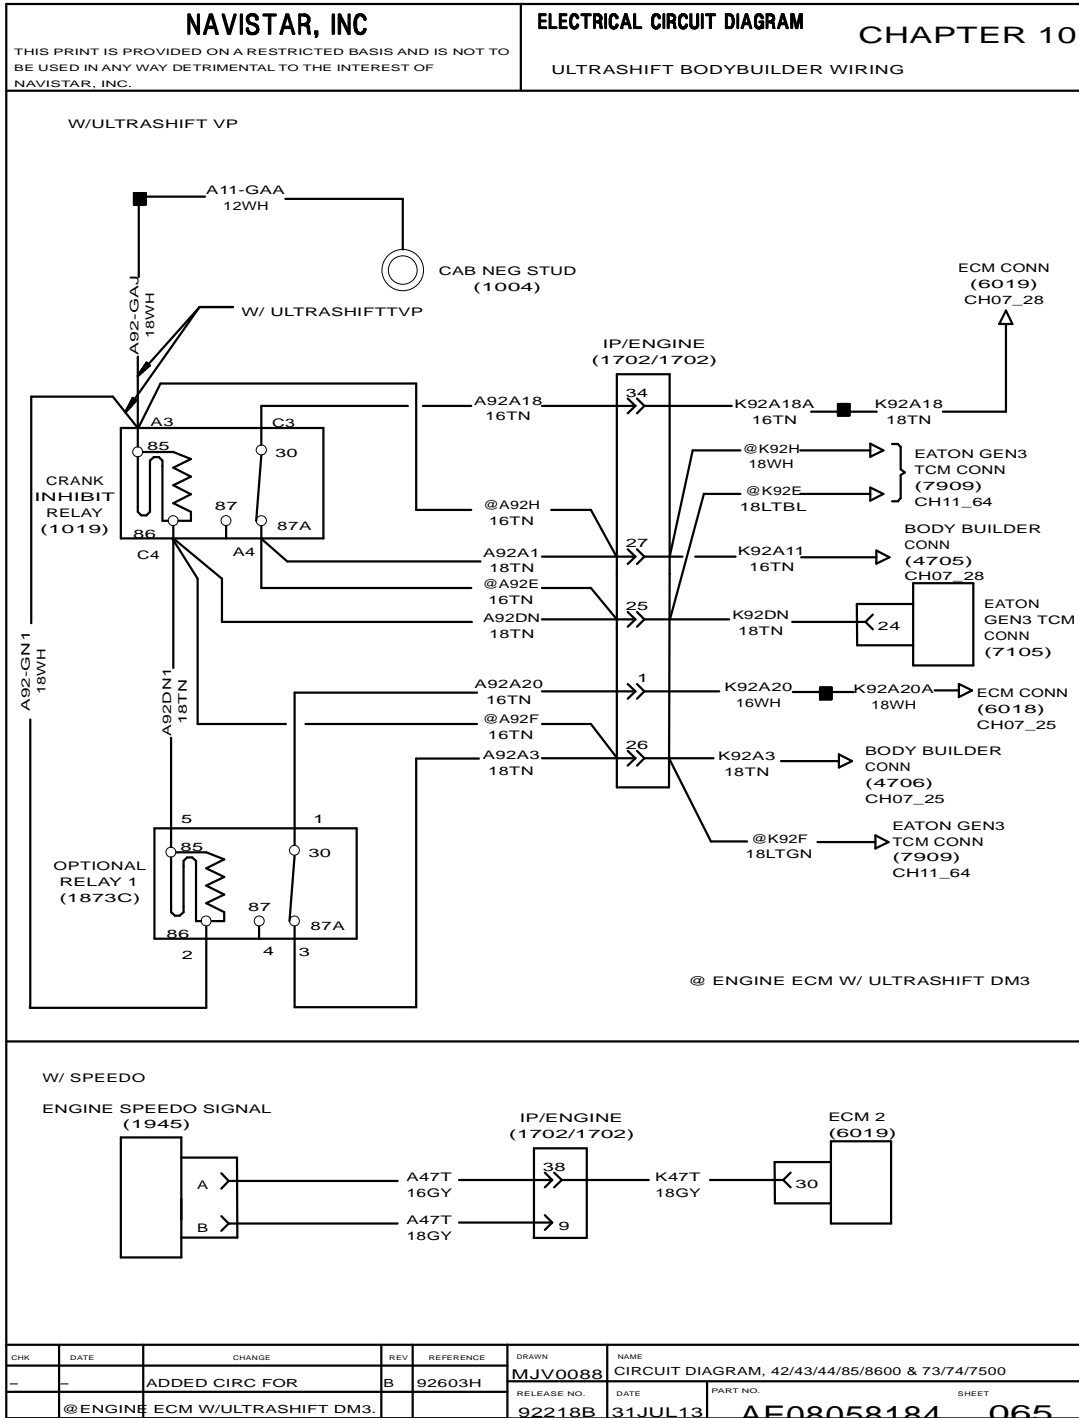 NAVISTAR, INC
THIS PRINT IS PROVIDED ON A RESTRICTED BASIS AND IS NOT TO
BE USED IN ANY WAY DETRIMENTAL TO THE INTEREST OF
NAVISTAR, INC.
ELECTRICAL CIRCUIT DIAGRAM
CHAPTER 10
ULTRASHIFT BODYBUILDER WIRING
W/ULTRASHIFT VP
A11-GAA
12WH
CAB NEG STUD
(1004)
A92-GAJ
18WH
W/ ULTRASHIFTTVP
ECM CONN
(6019)
CH07_28
IP/ENGINE
(1702/1702)
34
A92A18
16TN
K92A18A
16TN
K92A18
18TN
A3
C3
85
30
CRANK
INHIBIT
RELAY
(1019)
87
86
87A
C4
A4
@K92H
18WH
@K92E
18LTBL
EATON GEN3
TCM CONN
(7909)
CH11_64
@A92H
16TN
27
A92A1
18TN
K92A11
16TN
BODY BUILDER
CONN
(4705)
CH07_28
@A92E
16TN
25
A92DN
18TN
K92DN
18TN
24
EATON
GEN3 TCM
CONN
(7105)
A92-GN1
18WH
A92DN1
18TN
A92A20
16TN
1
K92A20
16WH
K92A20A
18WH
ECM CONN
(6018)
CH07_25
@A92F
16TN
26
A92A3
18TN
K92A3
18TN
BODY BUILDER
CONN
(4706)
CH07_25
@K92F
18LTGN
EATON GEN3
TCM CONN
(7909)
CH11_64
5
1
85
30
OPTIONAL
RELAY 1
(1873C)
87
86
87A
2
4
3
@ ENGINE ECM W/ ULTRASHIFT DM3
W/ SPEEDO
ENGINE SPEEDO SIGNAL
(1945)
IP/ENGINE
(1702/1702)
ECM 2
(6019)
A
A47T
16GY
38
K47T
18GY
30
B
A47T
18GY
9
CHK DATE CHANGE REV REFERENCE DRAWN NAME
- - ADDED CIRC FOR B 92603H MJV0088 CIRCUIT DIAGRAM, 42/43/44/85/8600 & 73/74/7500
RELEASE NO. DATE PART NO. SHEET
@ENGINE ECM W/ULTRASHIFT DM3. 92218B 31JUL13 AE08058184 065